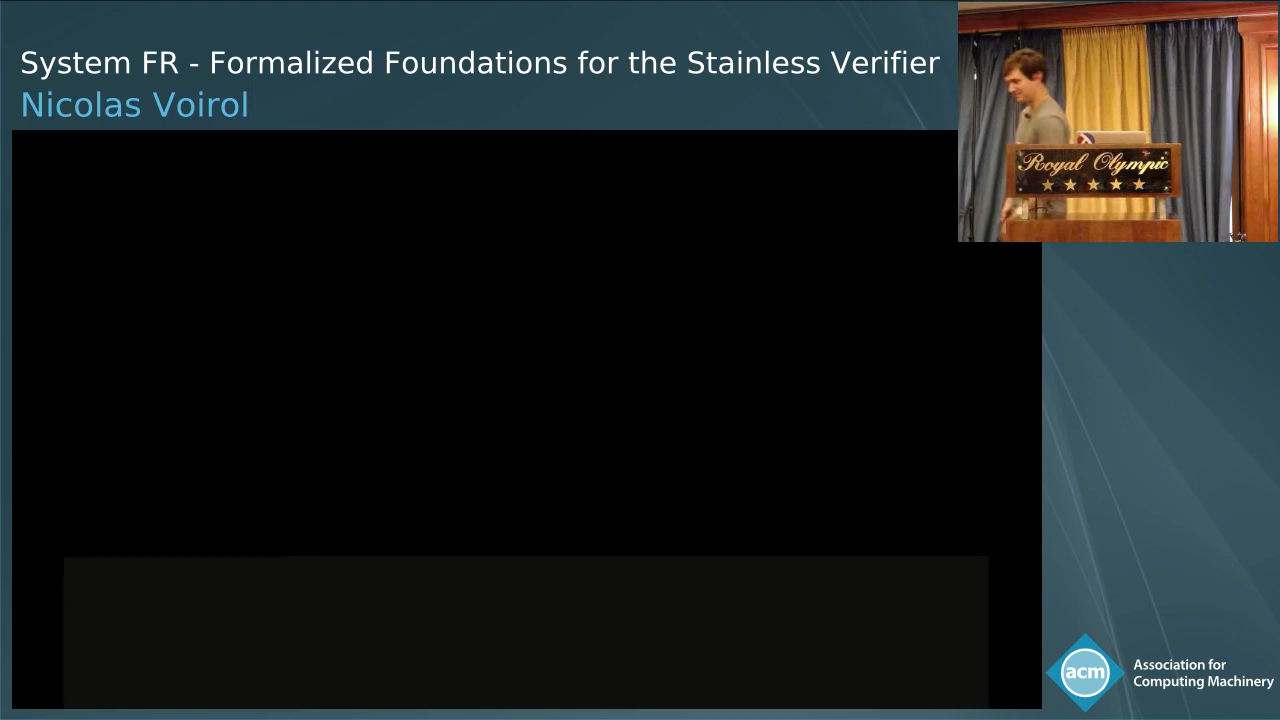 System FR - Formalized Foundations for the Stainless Verifier
Nicolas Voirol
Royal Olympic
acm
Association for
Computing Machinery